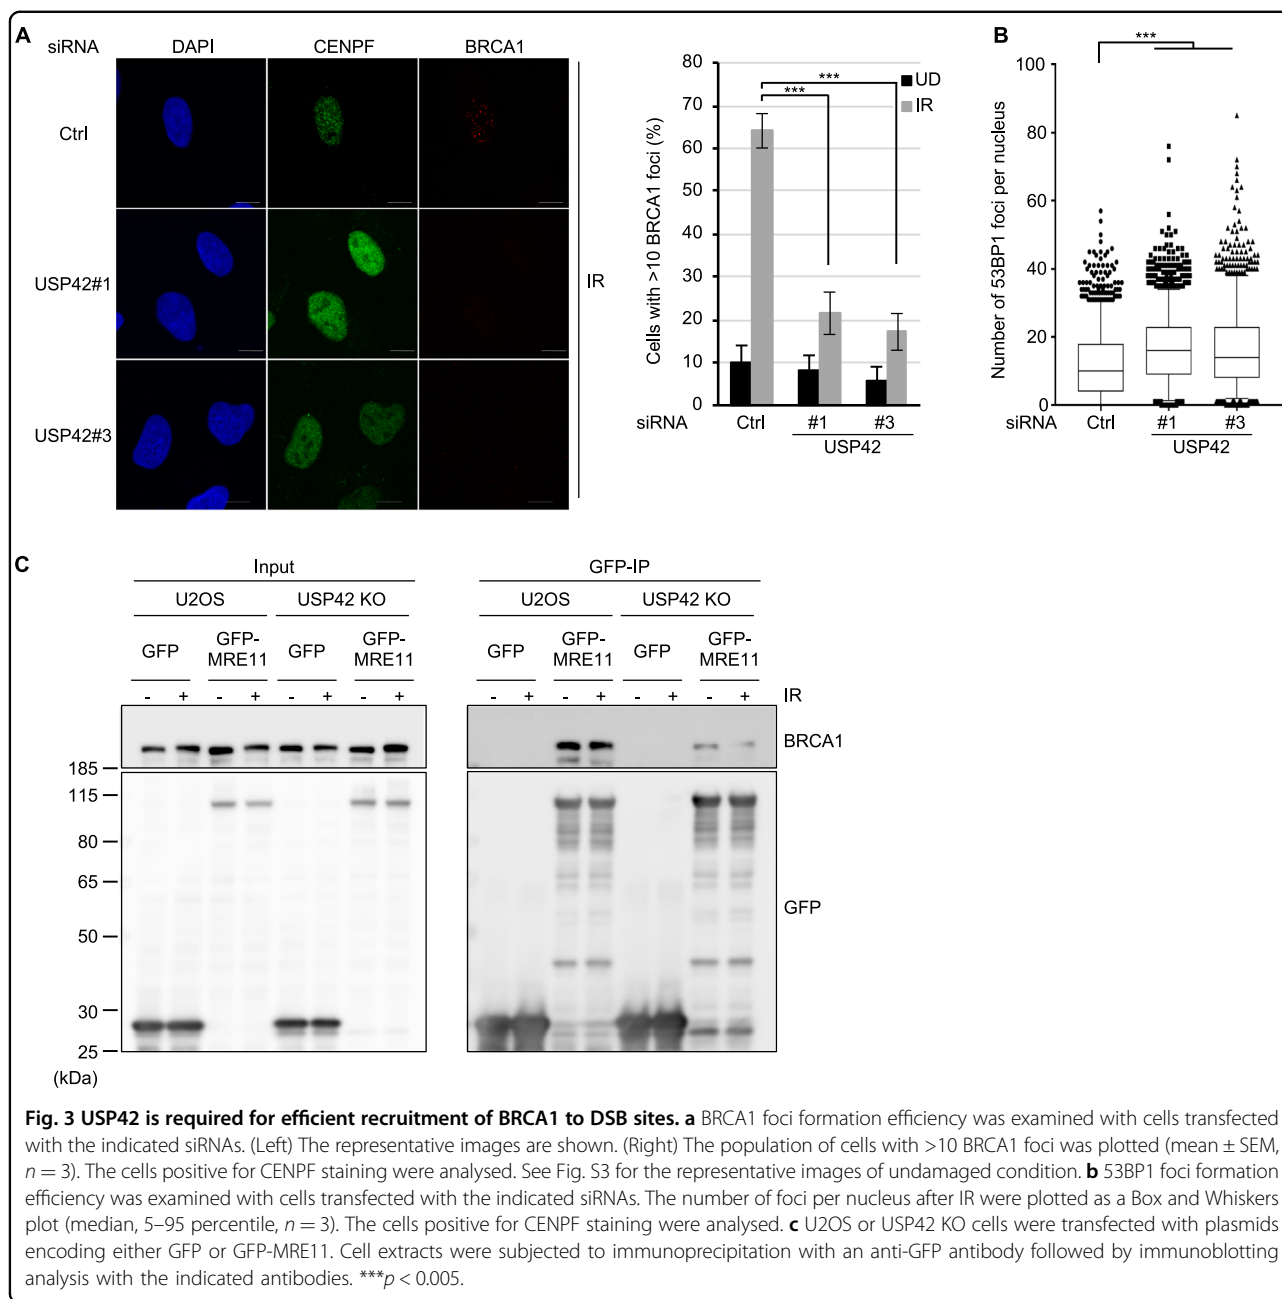 A
siRNA DAPI CENPF BRCA1
Ctrl
USP42#1
USP42#3
IR
Cells with >10 BRCA1 foci (%)
80
70
60
50
40
30
20
10
0
*** ***
UD
IR
siRNA Ctrl #1 #3
USP42
B
***
Number of 53BP1 foci per nucleus
100
80
60
40
20
0
siRNA Ctrl #1 #3
USP42
C
Input GFP-IP
U2OS USP42 KO U2OS USP42 KO
GFP GFP-MRE11 GFP GFP-MRE11 GFP GFP-MRE11 GFP GFP-MRE11
- + - + - + - + - + - + - + - + IR
BRCA1
185
115
80
65
50
30
25
(kDa)
GFP
Fig. 3 USP42 is required for efficient recruitment of BRCA1 to DSB sites. a BRCA1 foci formation efficiency was examined with cells transfected
with the indicated siRNAs. (Left) The representative images are shown. (Right) The population of cells with >10 BRCA1 foci was plotted (mean ± SEM,
n = 3). The cells positive for CENPF staining were analysed. See Fig. S3 for the representative images of undamaged condition. b 53BP1 foci formation
efficiency was examined with cells transfected with the indicated siRNAs. The number of foci per nucleus after IR were plotted as a Box and Whiskers
plot (median, 5–95 percentile, n = 3). The cells positive for CENPF staining were analysed. c U2OS or USP42 KO cells were transfected with plasmids
encoding either GFP or GFP-MRE11. Cell extracts were subjected to immunoprecipitation with an anti-GFP antibody followed by immunoblotting
analysis with the indicated antibodies. ***p < 0.005.